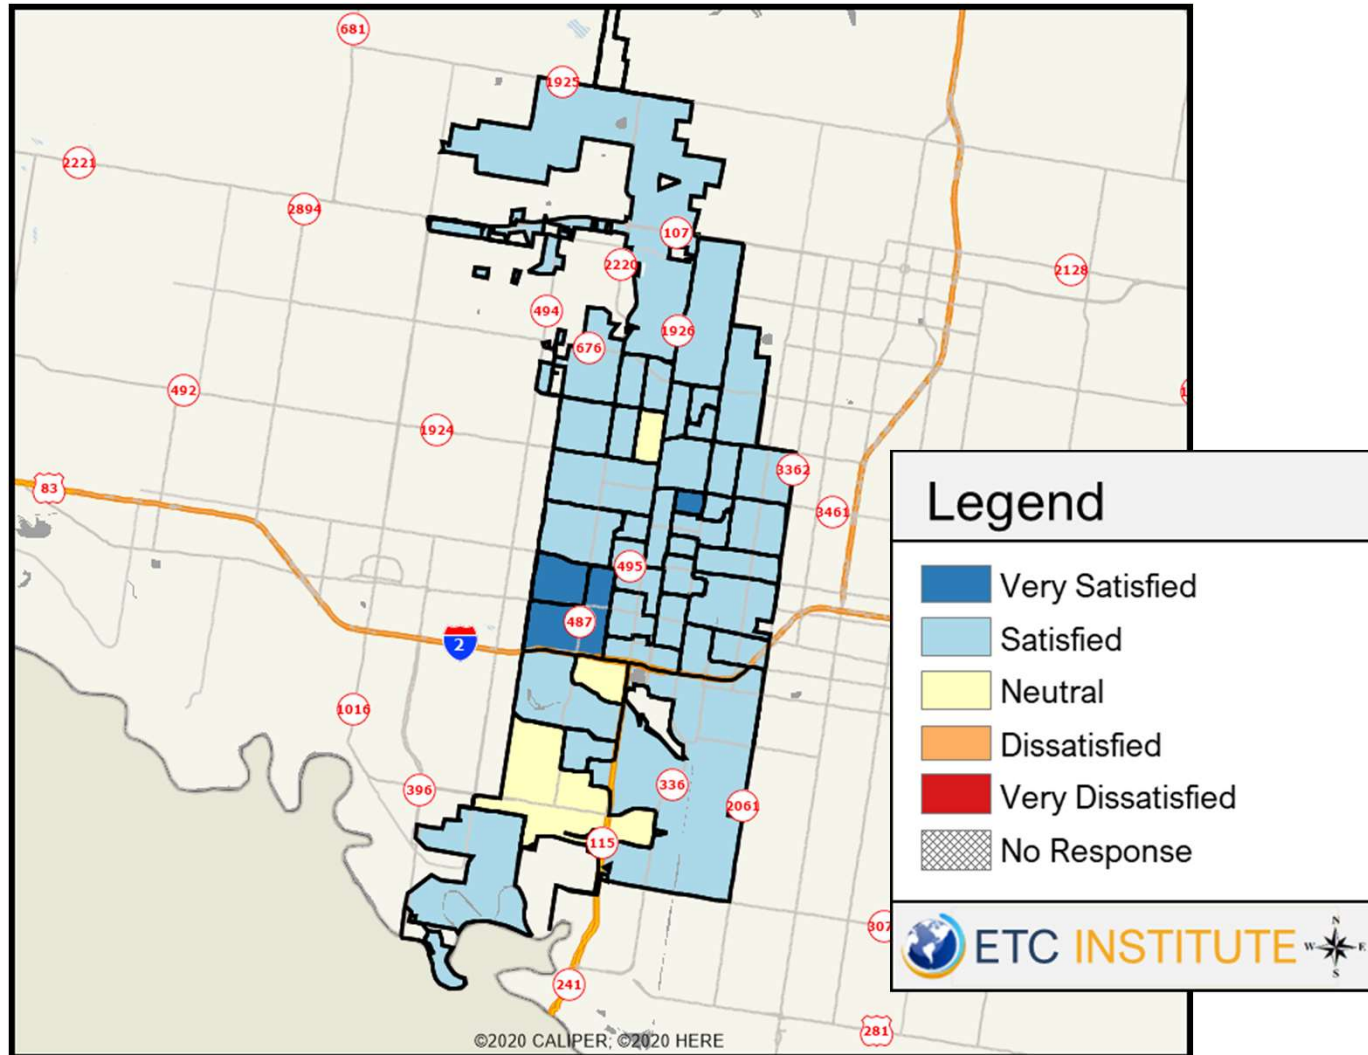 681
1925
2221
2894
107
2220
2128
494
1926
676
492
1924
3362
83
3461
495
487
2
1016
336
396
2061
115
307
241
281
©2020 CALIPER; ©2020 HERE
Legend
Very Satisfied
Satisfied
Neutral
Dissatisfied
Very Dissatisfied
No Response
ETC INSTITUTE
N
W E
S